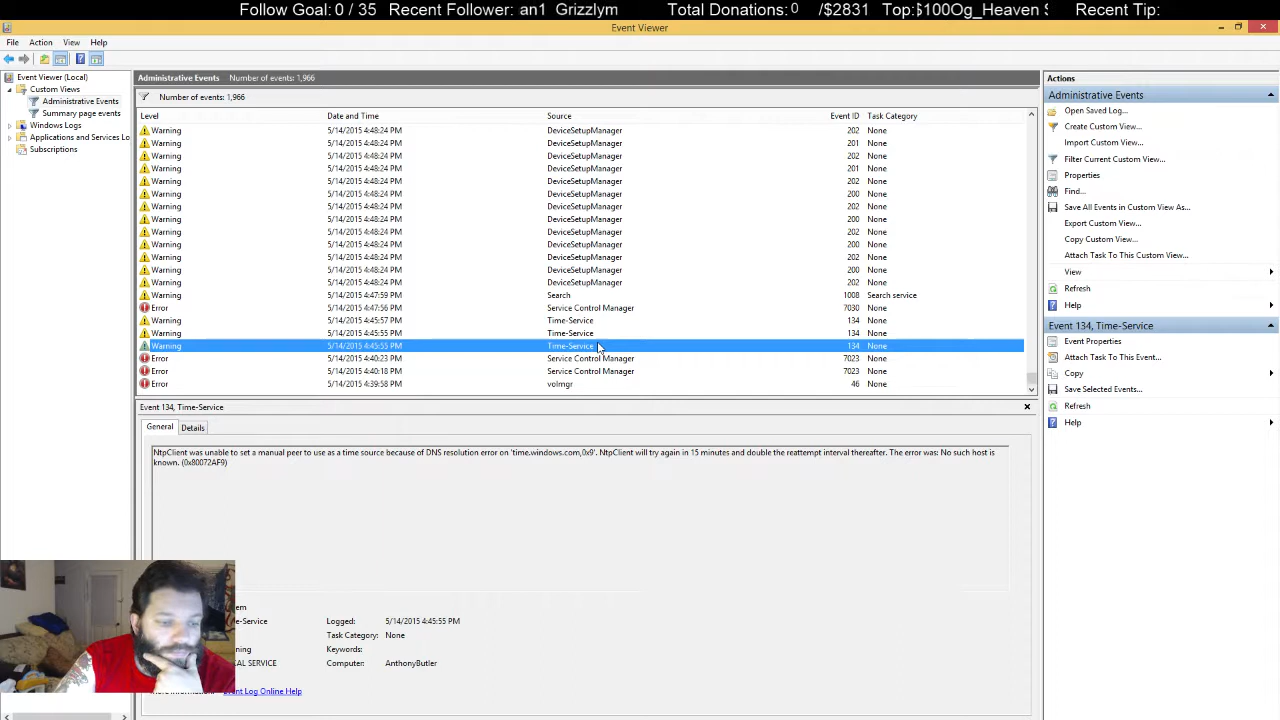 Follow Goal: 0 / 35 Recent Follower: an1 Grizzlym Total Donations: 0 /$2831 Top: $100Og_Heaven Recent Tip:
Event Viewer
File Action View Help
Event Viewer (Local)
Custom Views
Administrative Events
Summary page events
Windows Logs
Applications and Services Lo
Subscriptions
Administrative Events Number of events: 1,966
Number of events: 1,966
Level Date and Time Source Event ID Task Category
Warning 5/14/2015 4:48:24 PM DeviceSetupManager 202 None
Warning 5/14/2015 4:48:24 PM DeviceSetupManager 201 None
Warning 5/14/2015 4:48:24 PM DeviceSetupManager 202 None
Warning 5/14/2015 4:48:24 PM DeviceSetupManager 201 None
Warning 5/14/2015 4:48:24 PM DeviceSetupManager 202 None
Warning 5/14/2015 4:48:24 PM DeviceSetupManager 200 None
Warning 5/14/2015 4:48:24 PM DeviceSetupManager 202 None
Warning 5/14/2015 4:48:24 PM DeviceSetupManager 200 None
Warning 5/14/2015 4:48:24 PM DeviceSetupManager 202 None
Warning 5/14/2015 4:48:24 PM DeviceSetupManager 200 None
Warning 5/14/2015 4:48:24 PM DeviceSetupManager 202 None
Warning 5/14/2015 4:48:24 PM DeviceSetupManager 200 None
Warning 5/14/2015 4:48:24 PM DeviceSetupManager 202 None
Warning 5/14/2015 4:47:59 PM Search 1008 Search service
Error 5/14/2015 4:47:56 PM Service Control Manager 7030 None
Warning 5/14/2015 4:45:57 PM Time-Service 134 None
Warning 5/14/2015 4:45:55 PM Time-Service 134 None
Warning 5/14/2015 4:45:55 PM Time-Service 134 None
Error 5/14/2015 4:40:23 PM Service Control Manager 7023 None
Error 5/14/2015 4:40:18 PM Service Control Manager 7023 None
Error 5/14/2015 4:39:58 PM volmgr 46 None
Event 134, Time-Service
General Details
NtpClient was unable to set a manual peer to use as a time source because of DNS resolution error on 'time.windows.com,0x9'. NtpClient will try again in 15 minutes and double the reattempt interval thereafter. The error was: No such host is
known. (0x80072AF9)
em
e-Service Logged: 5/14/2015 4:45:55 PM
Task Category: None
ning Keywords:
AL SERVICE Computer: AnthonyButler
Event Log Online Help
Actions
Administrative Events
Open Saved Log...
Create Custom View...
Import Custom View...
Filter Current Custom View...
Properties
Find...
Save All Events in Custom View As...
Export Custom View...
Copy Custom View...
Attach Task To This Custom View...
View
Refresh
Help
Event 134, Time-Service
Event Properties
Attach Task To This Event...
Copy
Save Selected Events...
Refresh
Help